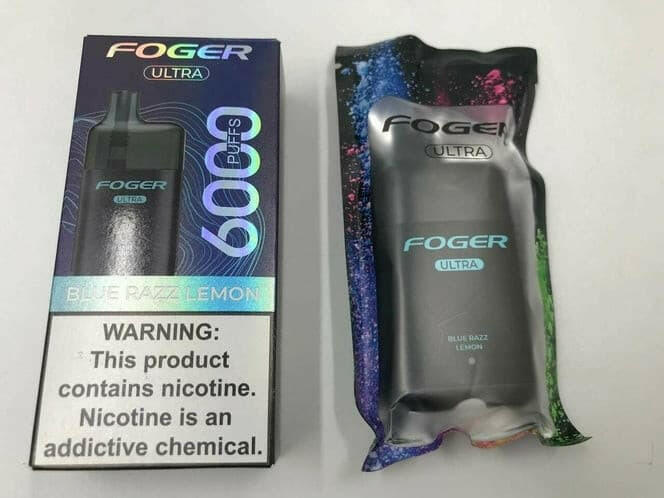 FOGER
ULTRA
6000
PUFFS
FOGER
ULTRA
BLUE RAZZ LEMON
WARNING:
This product
contains nicotine.
Nicotine is an
addictive chemical.
FOGER
ULTRA
FOGER
ULTRA
BLUE RAZZ
LEMON